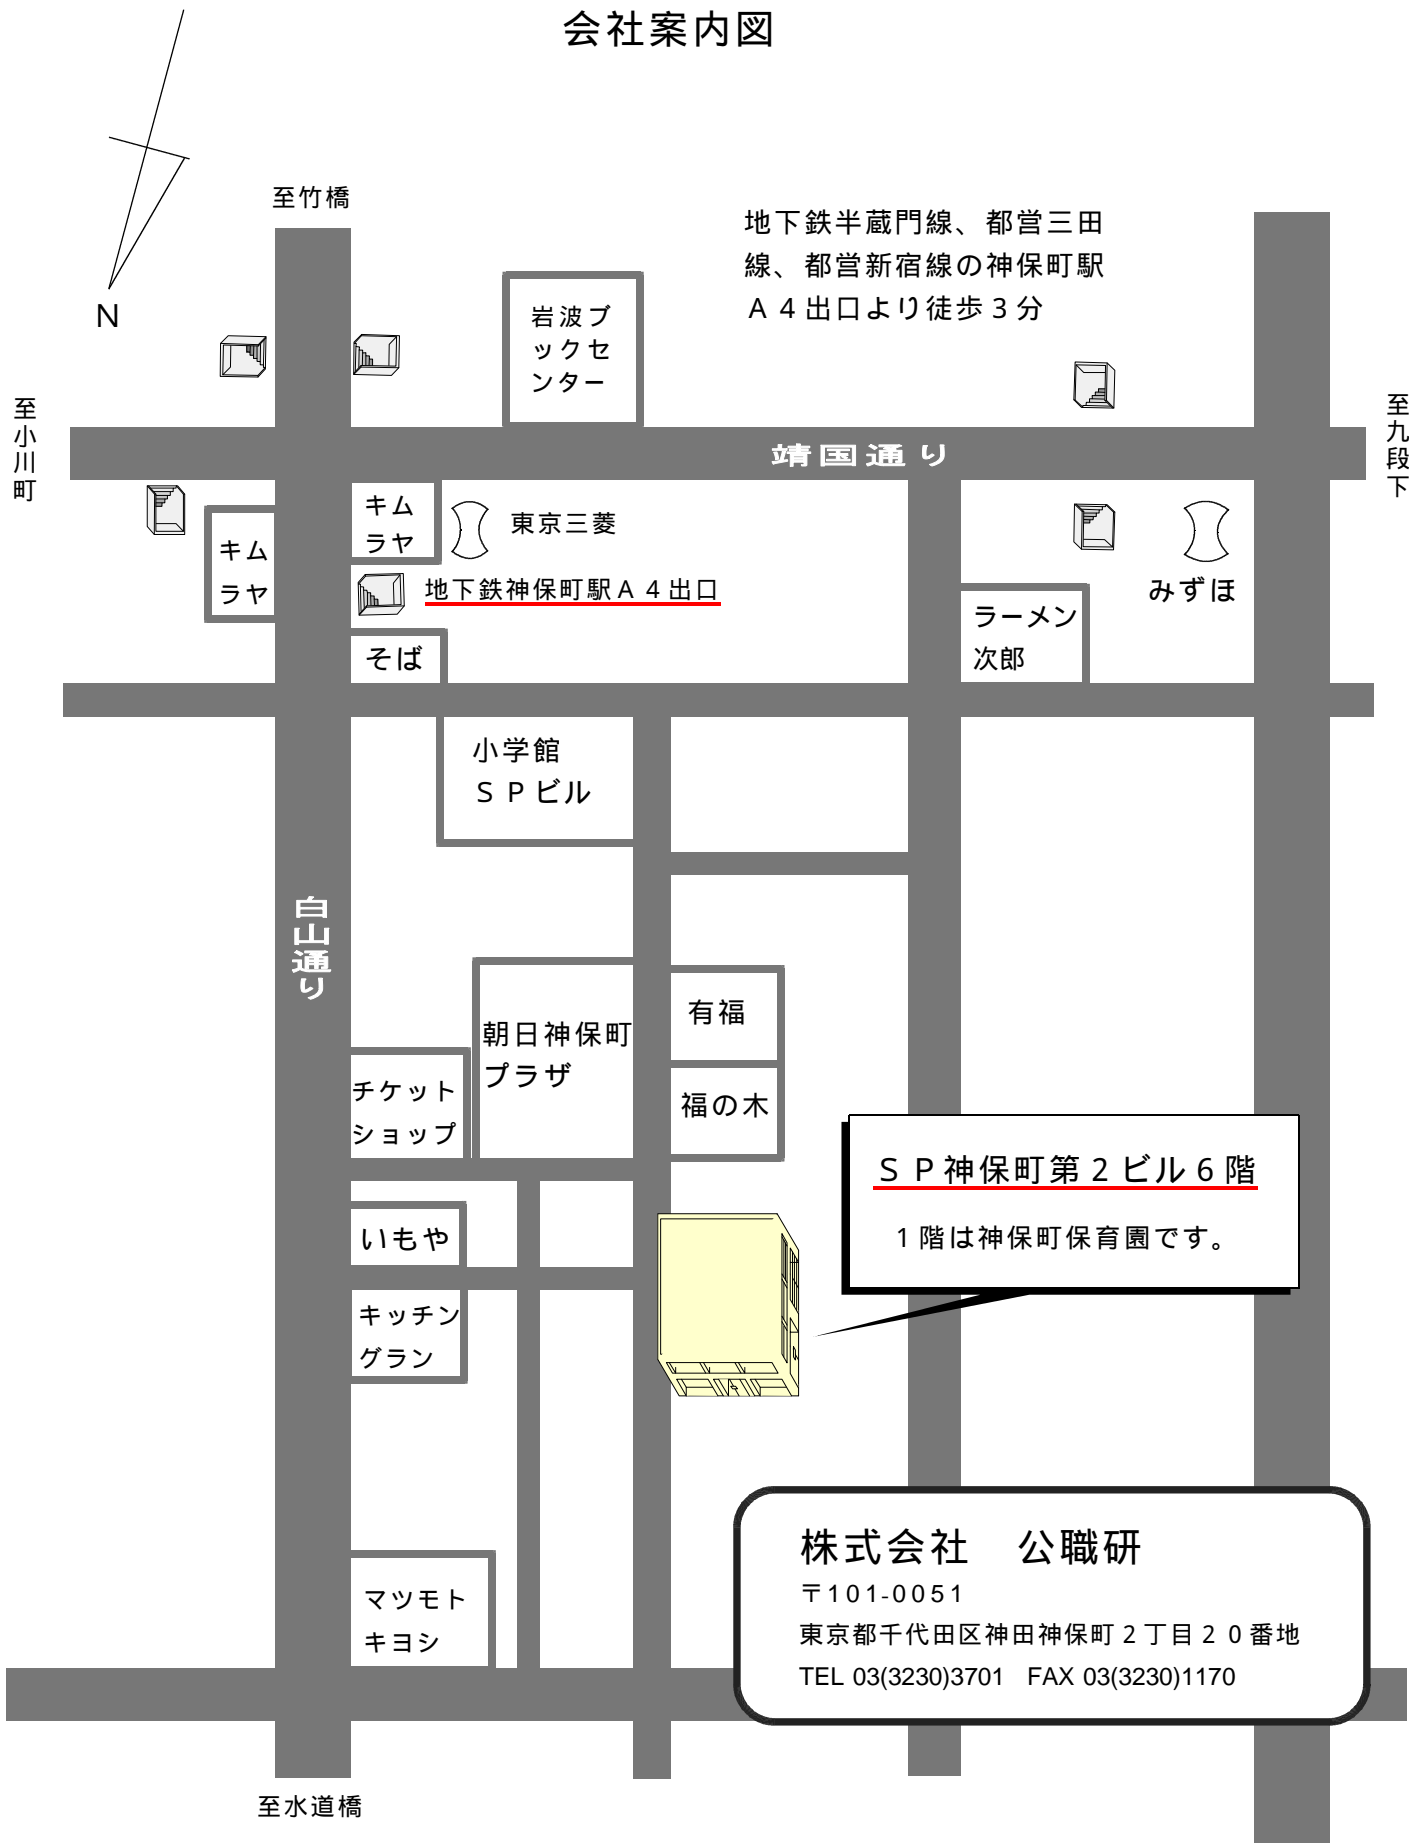 会社案内図
N
至竹橋
地下鉄半蔵門線、都営三田
線、都営新宿線の神保町駅
Ａ４出口より徒歩３分
岩波ブ
ックセ
ンター
至小川町
至九段下
靖国通り
キム
ラヤ
東京三菱
キム
ラヤ
地下鉄神保町駅Ａ４出口
みずほ
ラーメン
次郎
そば
小学館
ＳＰビル
白山通り
有福
朝日神保町
プラザ
チケット
ショップ
福の木
ＳＰ神保町第２ビル６階
１階は神保町保育園です。
いもや
キッチン
グラン
株式会社　公職研
〒101-0051
東京都千代田区神田神保町２丁目２０番地
TEL 03(3230)3701　FAX 03(3230)1170
マツモト
キヨシ
至水道橋